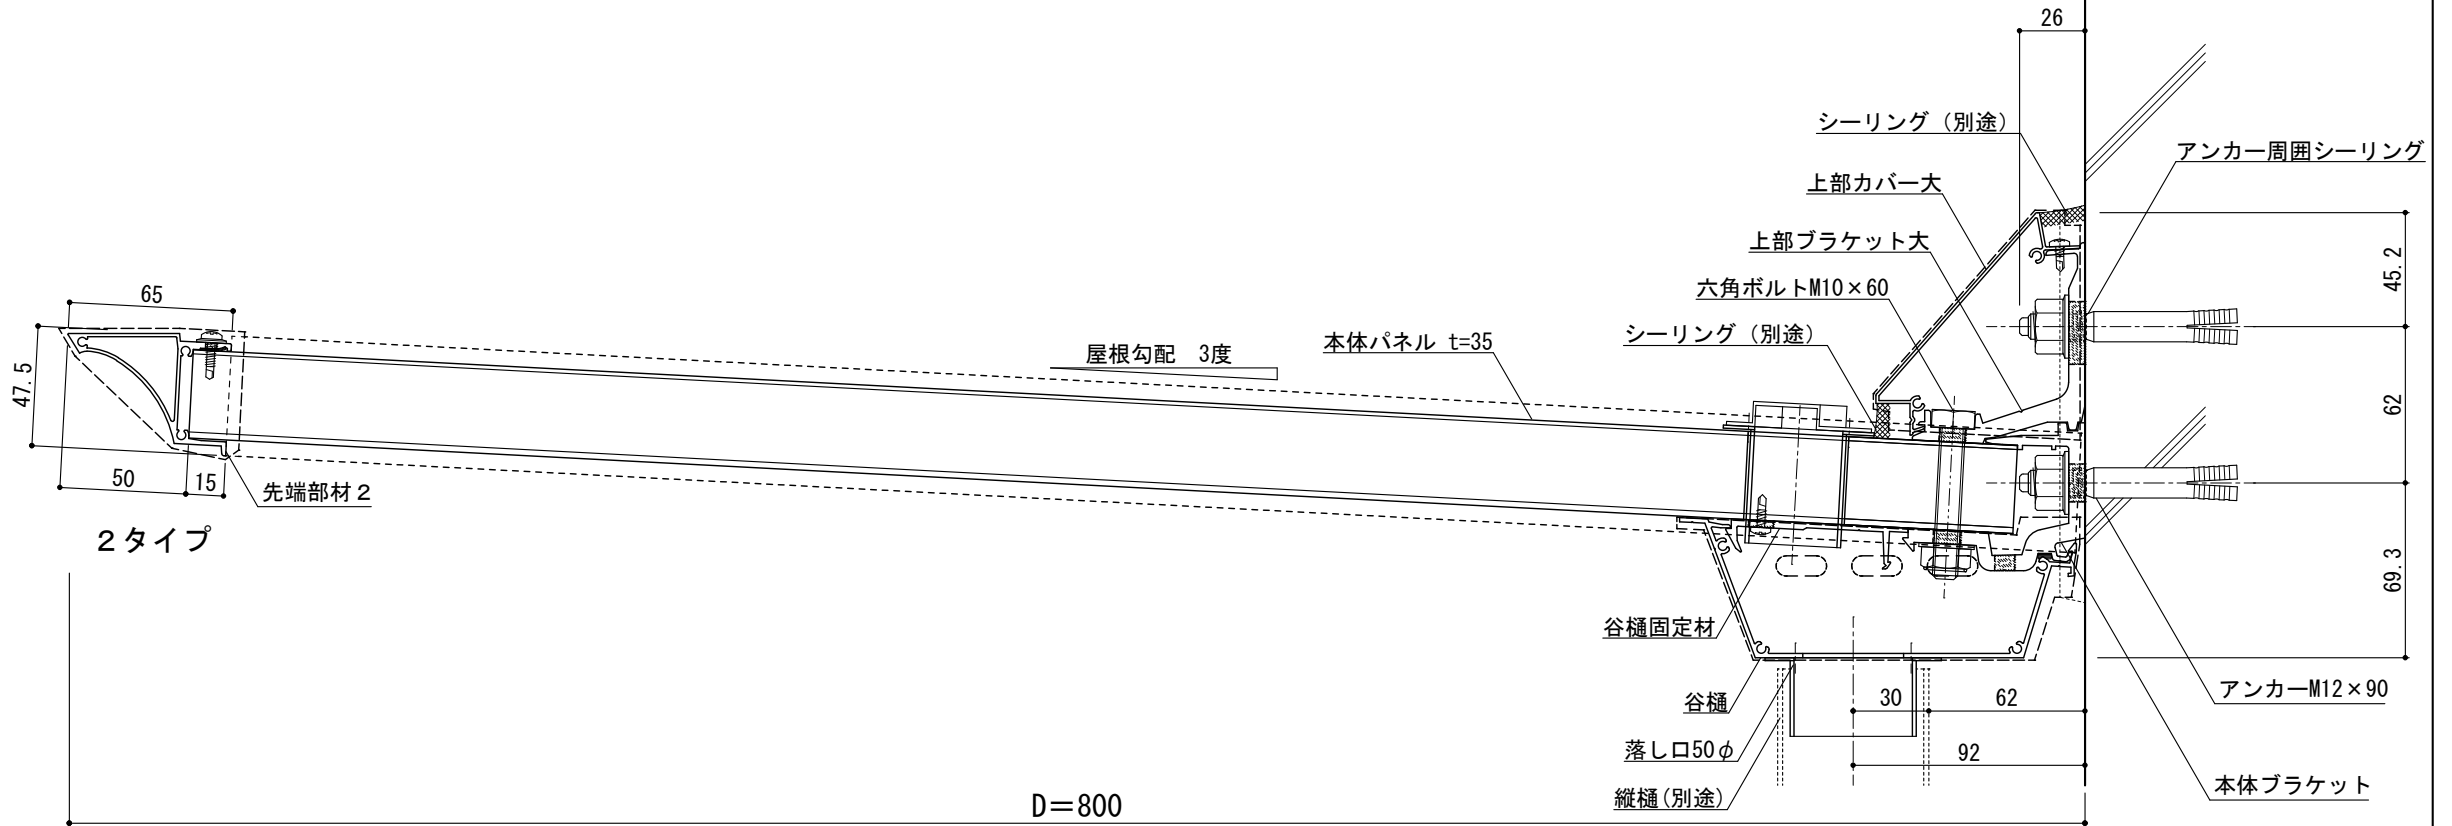 26
シーリング（別途）
アンカー周囲シーリング
上部カバー大
上部ブラケット大
45.2
六角ボルトM10×60
65
シーリング（別途）
本体パネル t=35
屋根勾配 3度
47.5
62
50
15
先端部材２
２タイプ
69.3
谷樋固定材
アンカーM12×90
谷樋
30
62
落し口50φ
92
本体ブラケット
縦樋(別途)
D＝800